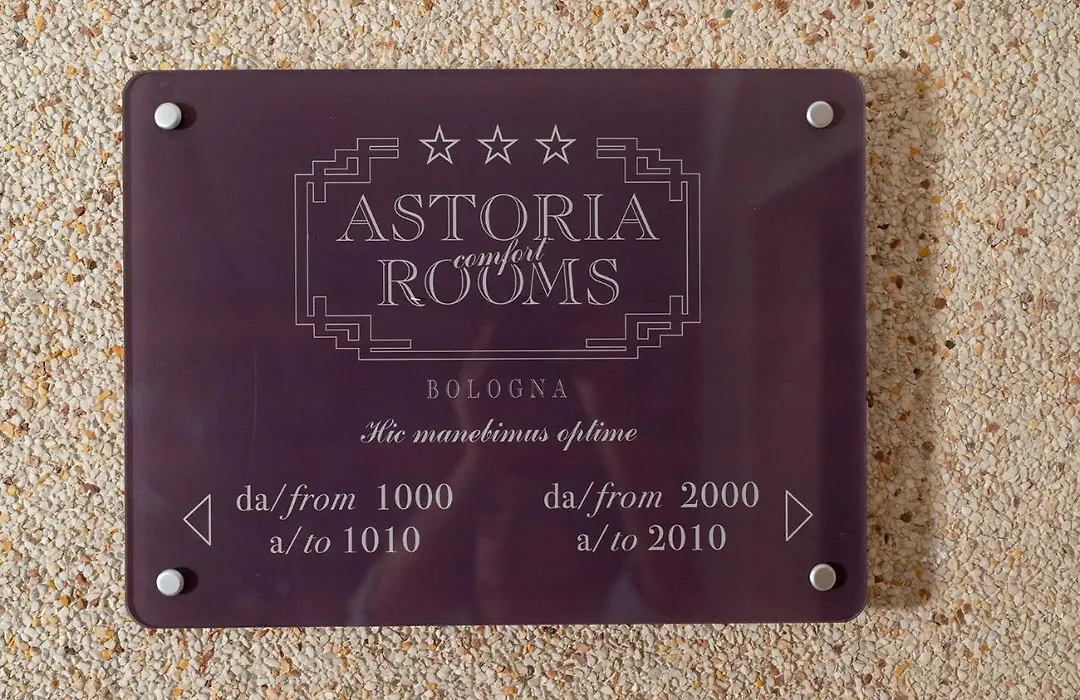 ASTORIA
comfort
ROOMS
BOLOGNA
Hic manebimus optime
da/from 1000
a/to 1010
da/from 2000
a/to 2010